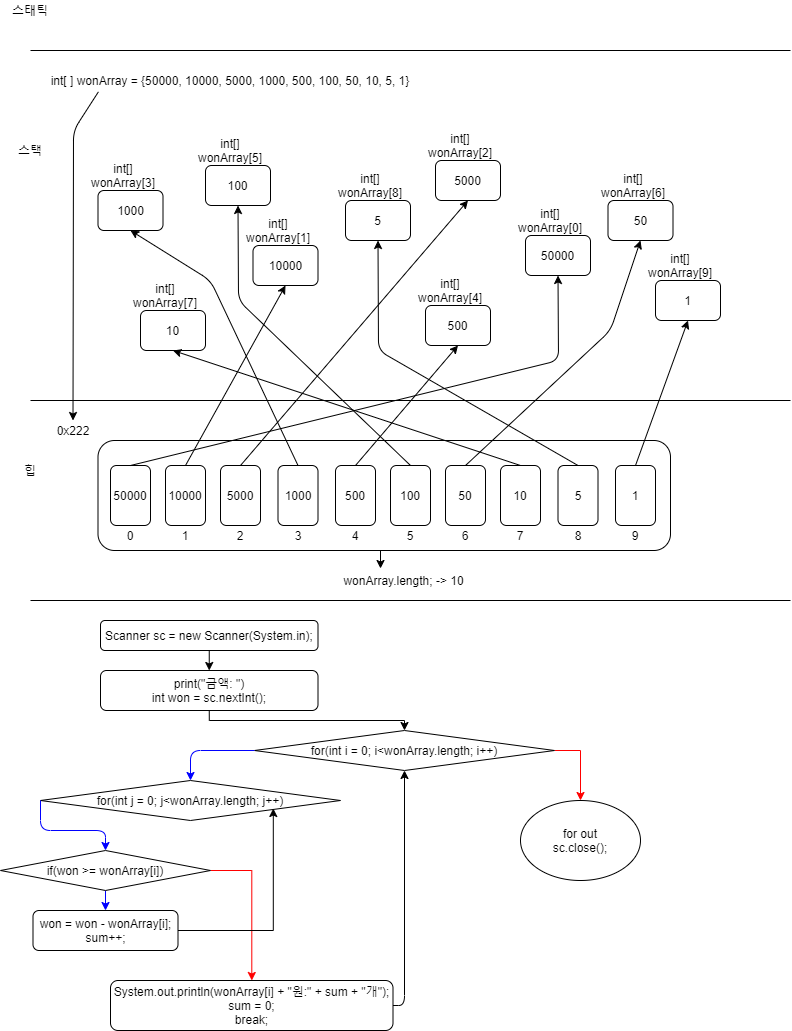 스태틱
int[ ] wonArray = {50000, 10000, 5000, 1000, 500, 100, 50, 10, 5, 1}
스택
int[]
wonArray[3]
1000
int[]
wonArray[5]
100
int[]
wonArray[1]
10000
int[]
wonArray[8]
5
int[]
wonArray[2]
5000
int[]
wonArray[0]
50000
int[]
wonArray[6]
50
int[]
wonArray[9]
1
int[]
wonArray[7]
10
int[]
wonArray[4]
500
0x222
힙
50000 10000 5000 1000 500 100 50 10 5 1
0 1 2 3 4 5 6 7 8 9
wonArray.length; -> 10
Scanner sc = new Scanner(System.in);
print("금액: ")
int won = sc.nextInt();
for(int i = 0; i<wonArray.length; i++)
for(int j = 0; j<wonArray.length; j++)
for out
sc.close();
if(won >= wonArray[i])
won = won - wonArray[i];
sum++;
System.out.println(wonArray[i] + "원:" + sum + "개");
sum = 0;
break;